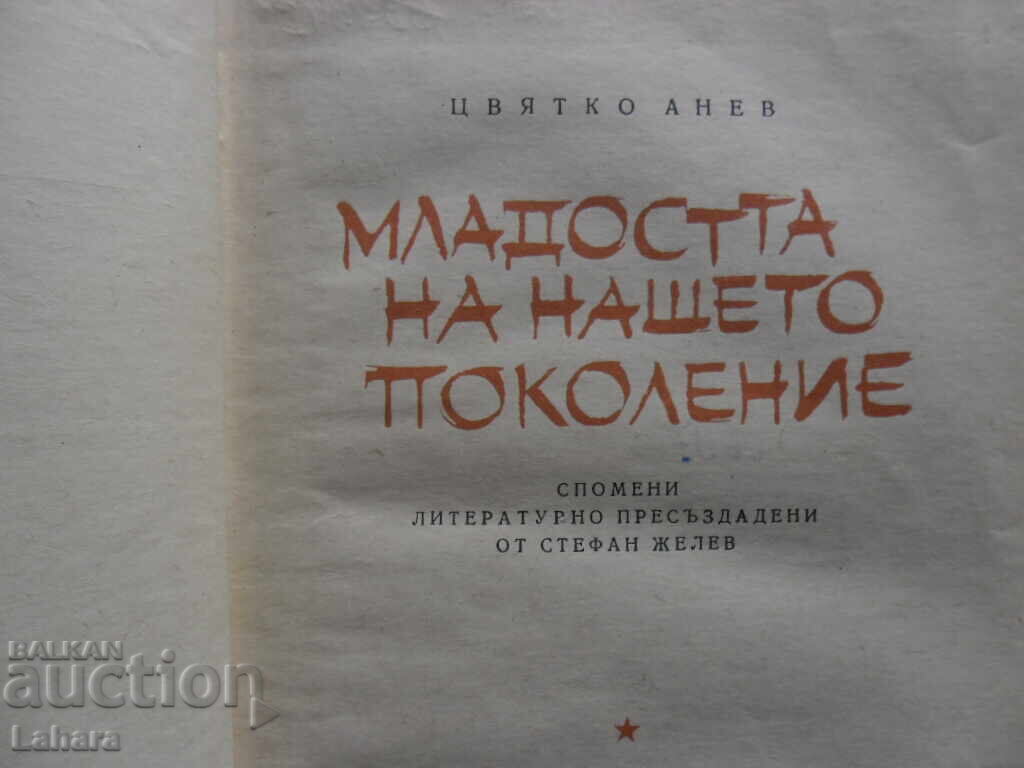 ЦВЯТКО АНЕВ
МЛАДОСТТА
НА НАШЕТО
ПОКОЛЕНИЕ
СПОМЕНИ
ЛИТЕРАТУРНО ПРЕСЪЗДАДЕНИ
ОТ СТЕФАН ЖЕЛЕВ
BALKAN
auction
Lahara